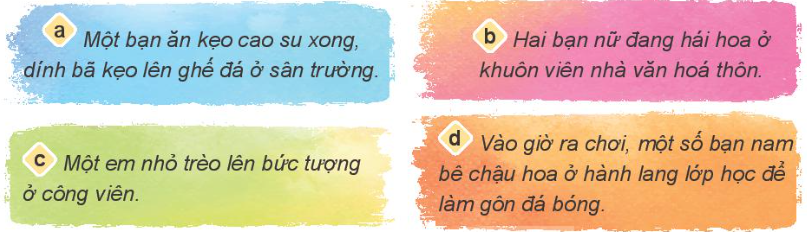 a Một bạn ăn kẹo cao su xong,
dính bã kẹo lên ghế đá ở sân trường.
b Hai bạn nữ đang hái hoa ở
khuôn viên nhà văn hoá thôn.
c Một em nhỏ trèo lên bức tượng
ở công viên.
d Vào giờ ra chơi, một số bạn nam
bê chậu hoa ở hành lang lớp học để
làm gôn đá bóng.